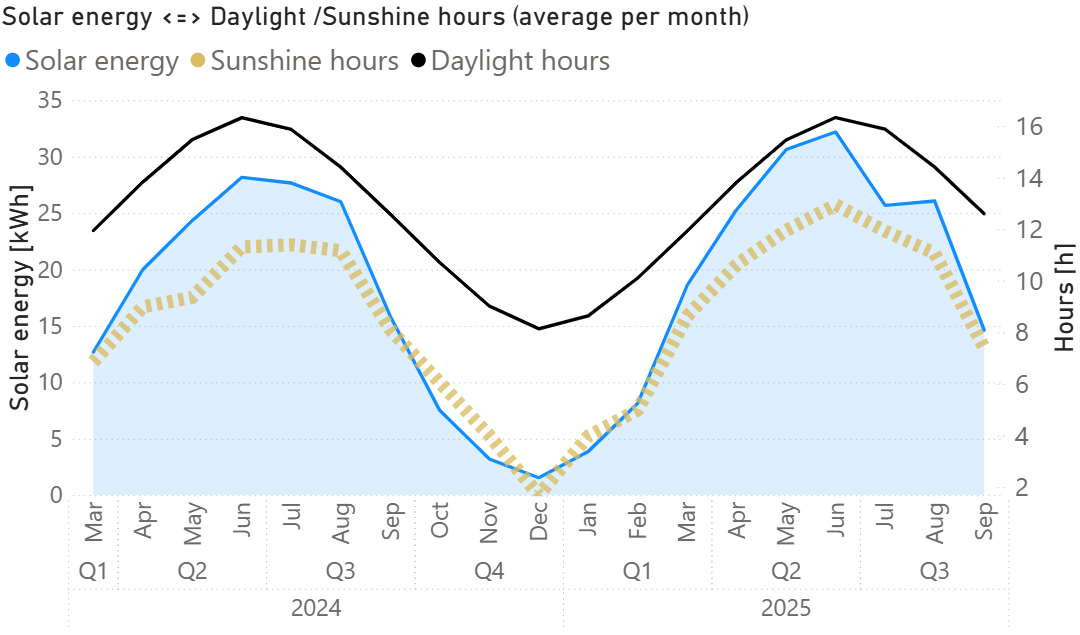 Solar energy <=> Daylight /Sunshine hours (average per month)
Solar energy Sunshine hours Daylight hours
Solar energy [kWh]
35
30
25
20
15
10
5
0
16
14
12
10
8
6
4
2
Hours [h]
Mar Apr May Jun Jul Aug Sep Oct Nov Dec Jan Feb Mar Apr May Jun Jul Aug Sep
Q1 Q2 Q3 Q4 Q1 Q2 Q3
2024 2025